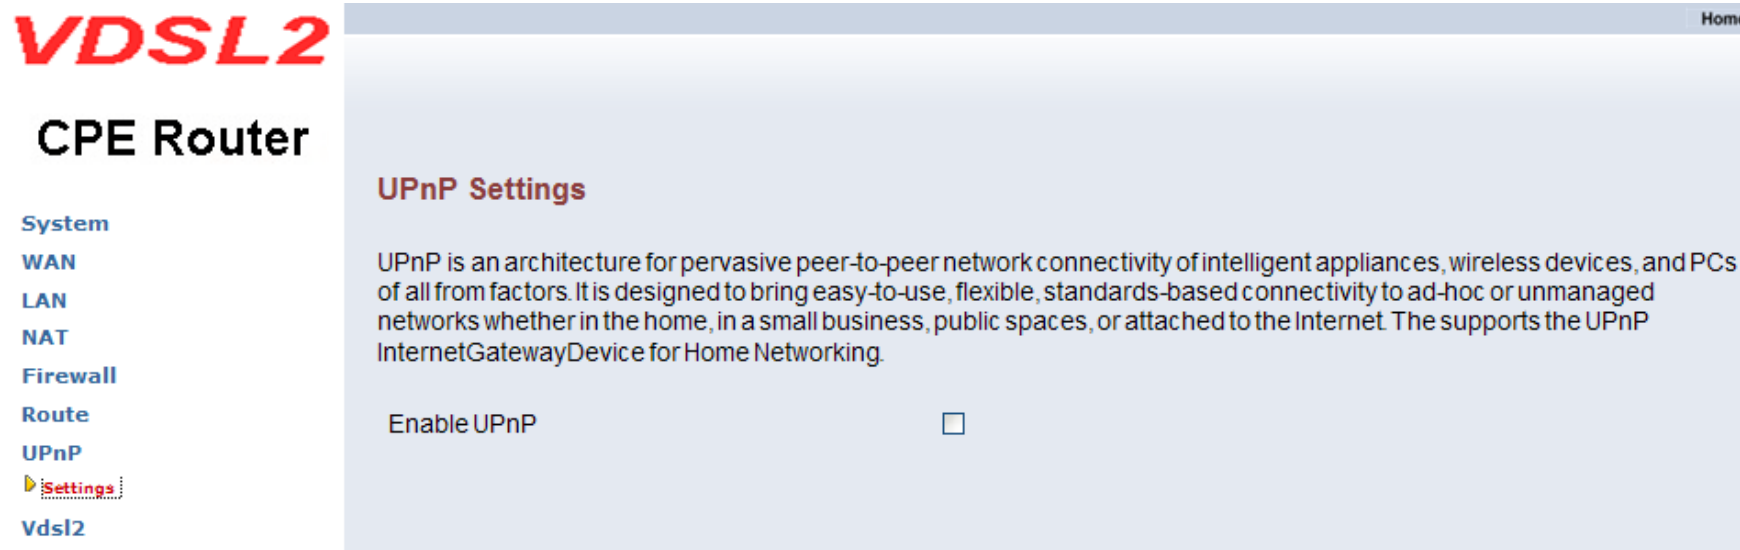 VDSL2
CPE Router
System
WAN
LAN
NAT
Firewall
Route
UPnP
Settings
Vdsl2
Home
UPnP Settings
UPnP is an architecture for pervasive peer-to-peer network connectivity of intelligent appliances, wireless devices, and PCs
of all from factors. It is designed to bring easy-to-use, flexible, standards-based connectivity to ad-hoc or unmanaged
networks whether in the home, in a small business, public spaces, or attached to the Internet. The supports the UPnP
InternetGatewayDevice for Home Networking.
Enable UPnP